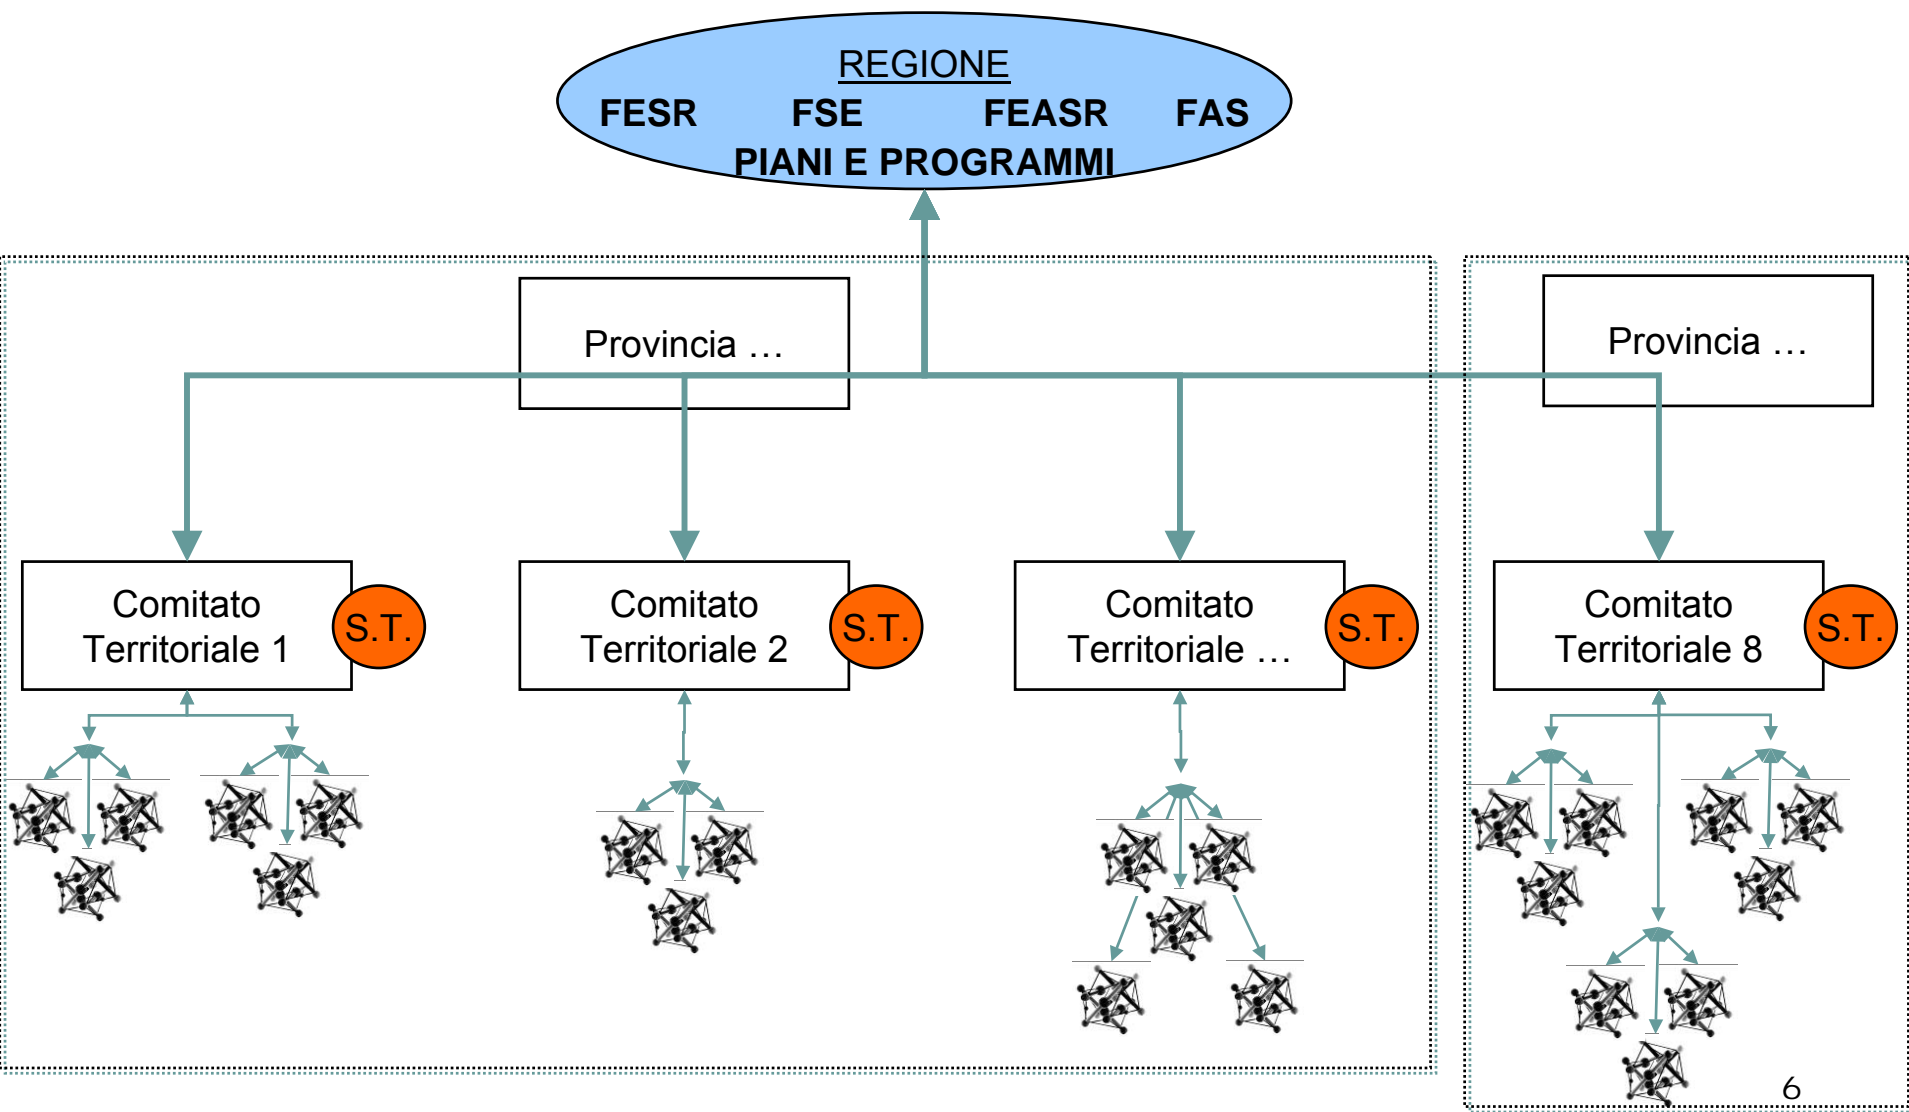 REGIONE
FESR FSE FEASR FAS
PIANI E PROGRAMMI
Provincia …
Provincia …
Comitato
Territoriale 1
S.T.
Comitato
Territoriale 2
S.T.
Comitato
Territoriale …
S.T.
Comitato
Territoriale 8
S.T.
6